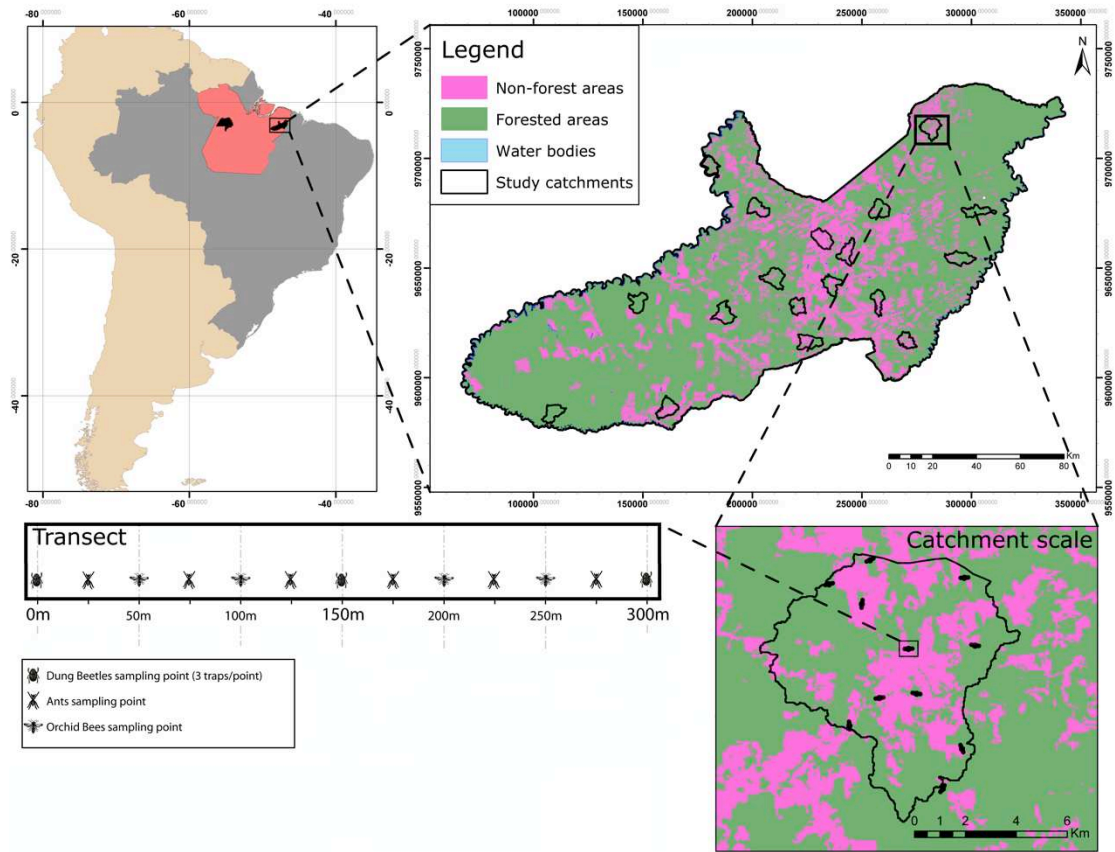 -80 -60 -40
0
-20
-40
0
-20
-40
-80 -60 -40
100000 150000 200000 250000 300000 350000
9750000
9700000
9650000
9600000
9550000
9750000
9700000
9650000
9600000
9550000
100000 150000 200000 250000 300000 350000
Legend
Non-forest areas
Forested areas
Water bodies
Study catchments
N
Km
0 5 10 20 40 60 80
Transect
0m 50m 100m 150m 200m 250m 300m
Dung Beetles sampling point (3 traps/point)
Ants sampling point
Orchid Bees sampling point
Catchment scale
0 1 2 4 6
Km